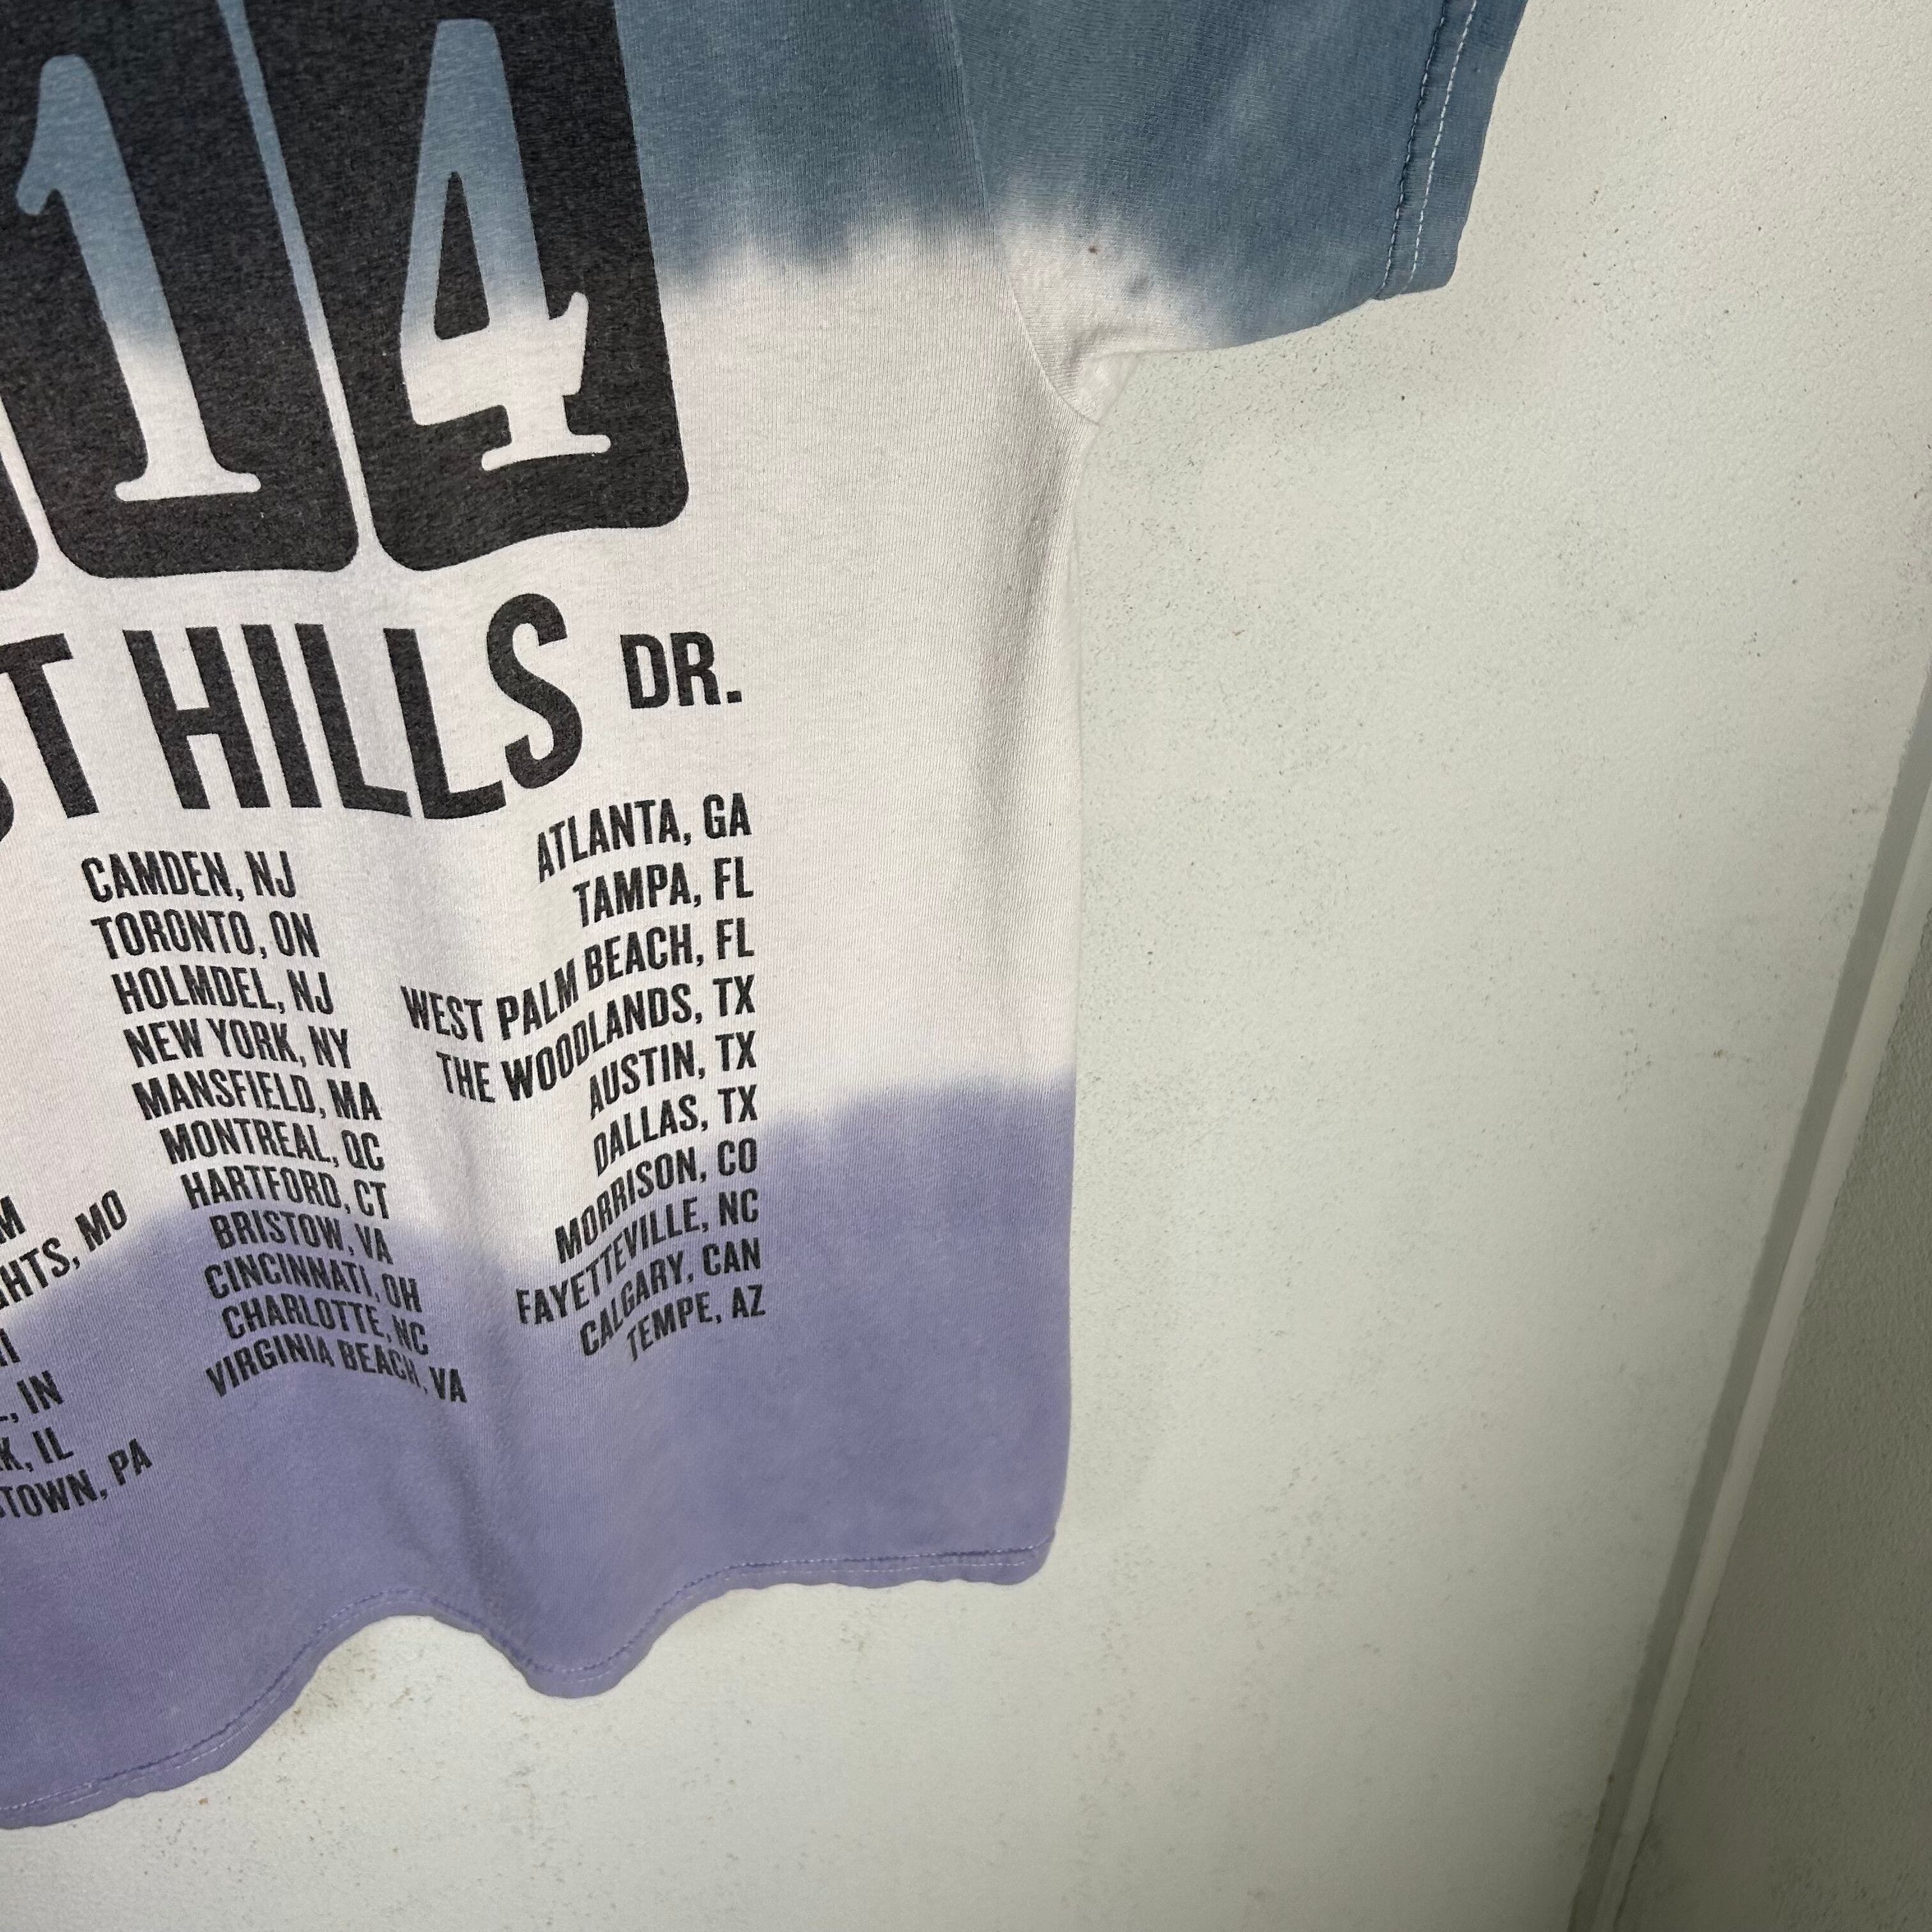 14
HILLS DR.
CAMDEN, NJ
TORONTO, ON
HOLMDEL, NJ
NEW YORK, NY
MANSFIELD, MA
MONTREAL, QC
HARTFORD, CT
BRISTOW, VA
CINCINNATI, OH
CHARLOTTE, NC
VIRGINIA BEACH, VA
ATLANTA, GA
TAMPA, FL
WEST PALM BEACH, FL
THE WOODLANDS, TX
AUSTIN, TX
DALLAS, TX
MORRISON, CO
FAYETTEVILLE, NC
CALGARY, CAN
TEMPE, AZ
MO
IN
IL
PA